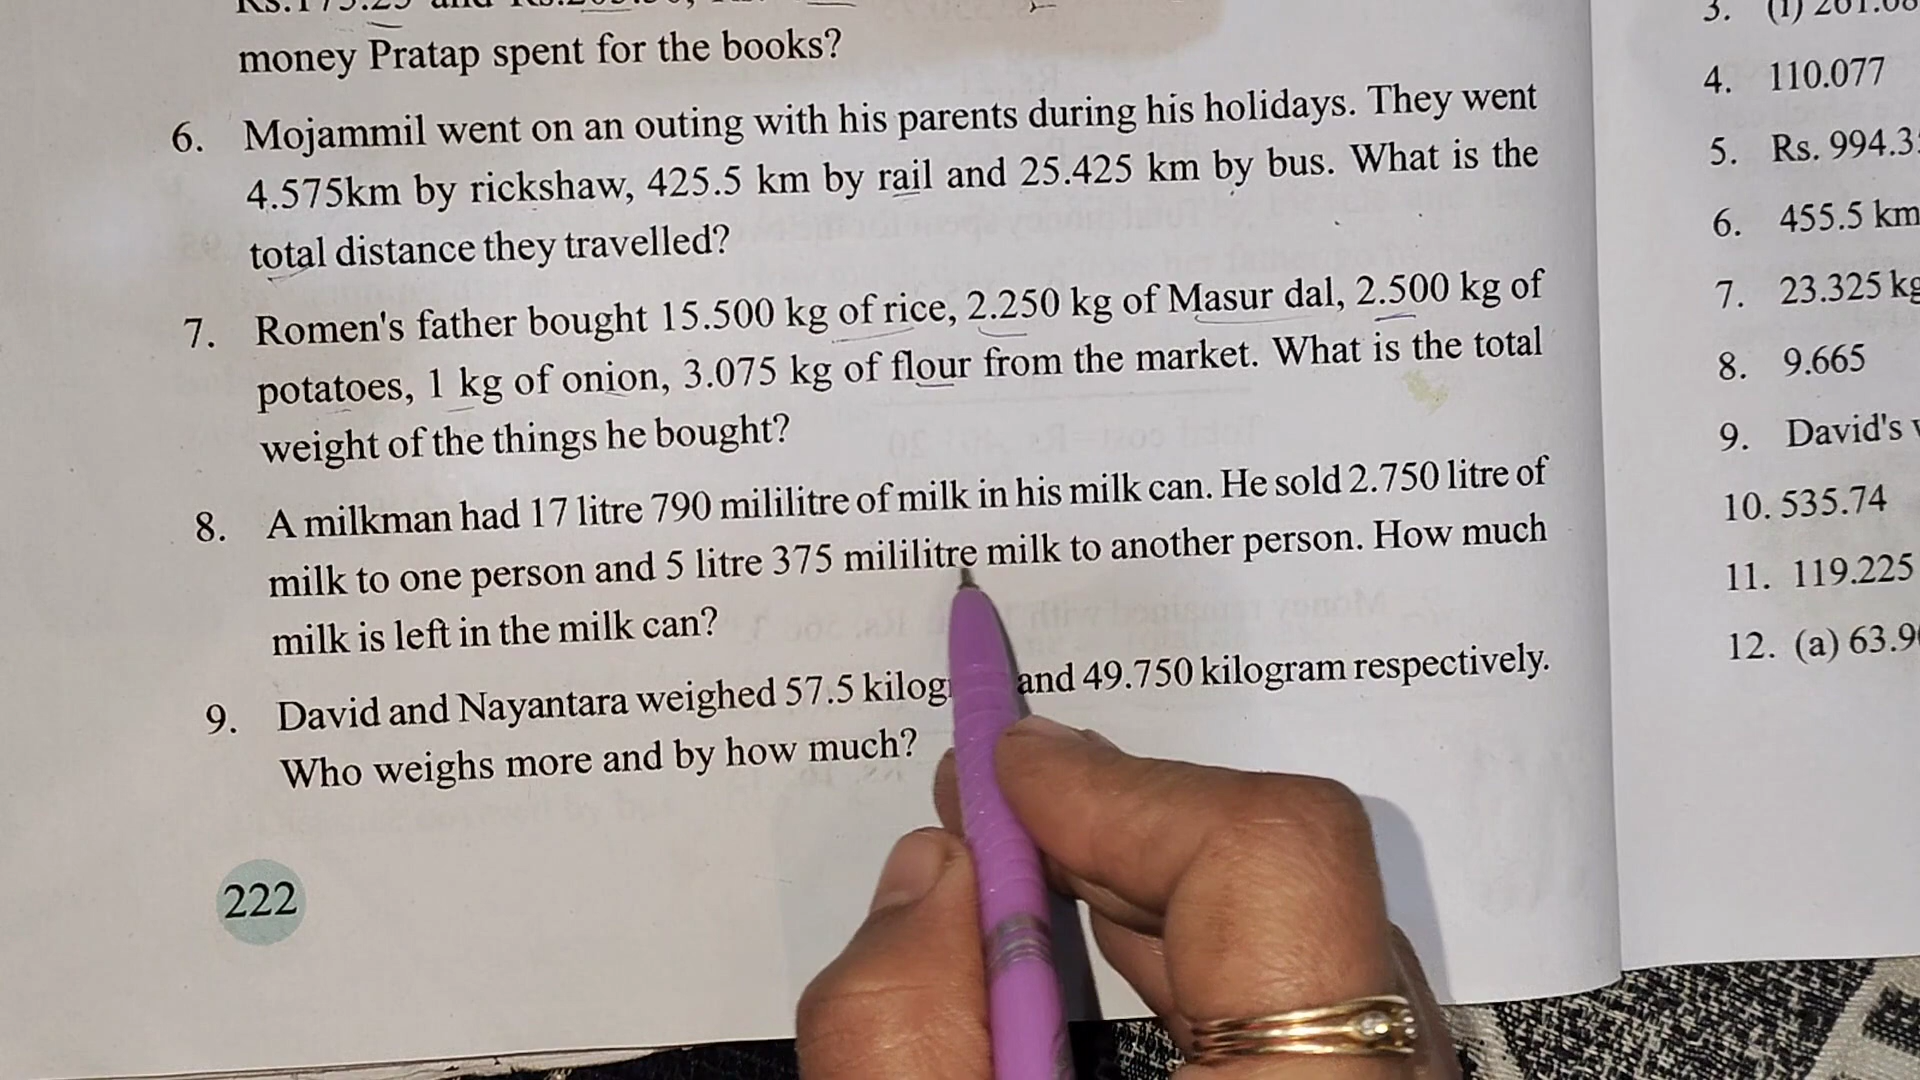 money Pratap spent for the books?
6. Mojammil went on an outing with his parents during his holidays. They went
4.575km by rickshaw, 425.5 km by rail and 25.425 km by bus. What is the
total distance they travelled?
7. Romen's father bought 15.500 kg of rice, 2.250 kg of Masur dal, 2.500 kg of
potatoes, 1 kg of onion, 3.075 kg of flour from the market. What is the total
weight of the things he bought?
8. A milkman had 17 litre 790 mililitre of milk in his milk can. He sold 2.750 litre of
milk to one person and 5 litre 375 mililitre milk to another person. How much
milk is left in the milk can?
9. David and Nayantara weighed 57.5 and 49.750 kilogram respectively.
Who weighs more and by how much?
222
3. (i)
4. 110.077
5. Rs. 994.3
6. 455.5 km
7. 23.325 kg
8. 9.665
9. David's
10. 535.74
11. 119.225
12. (a) 63.9